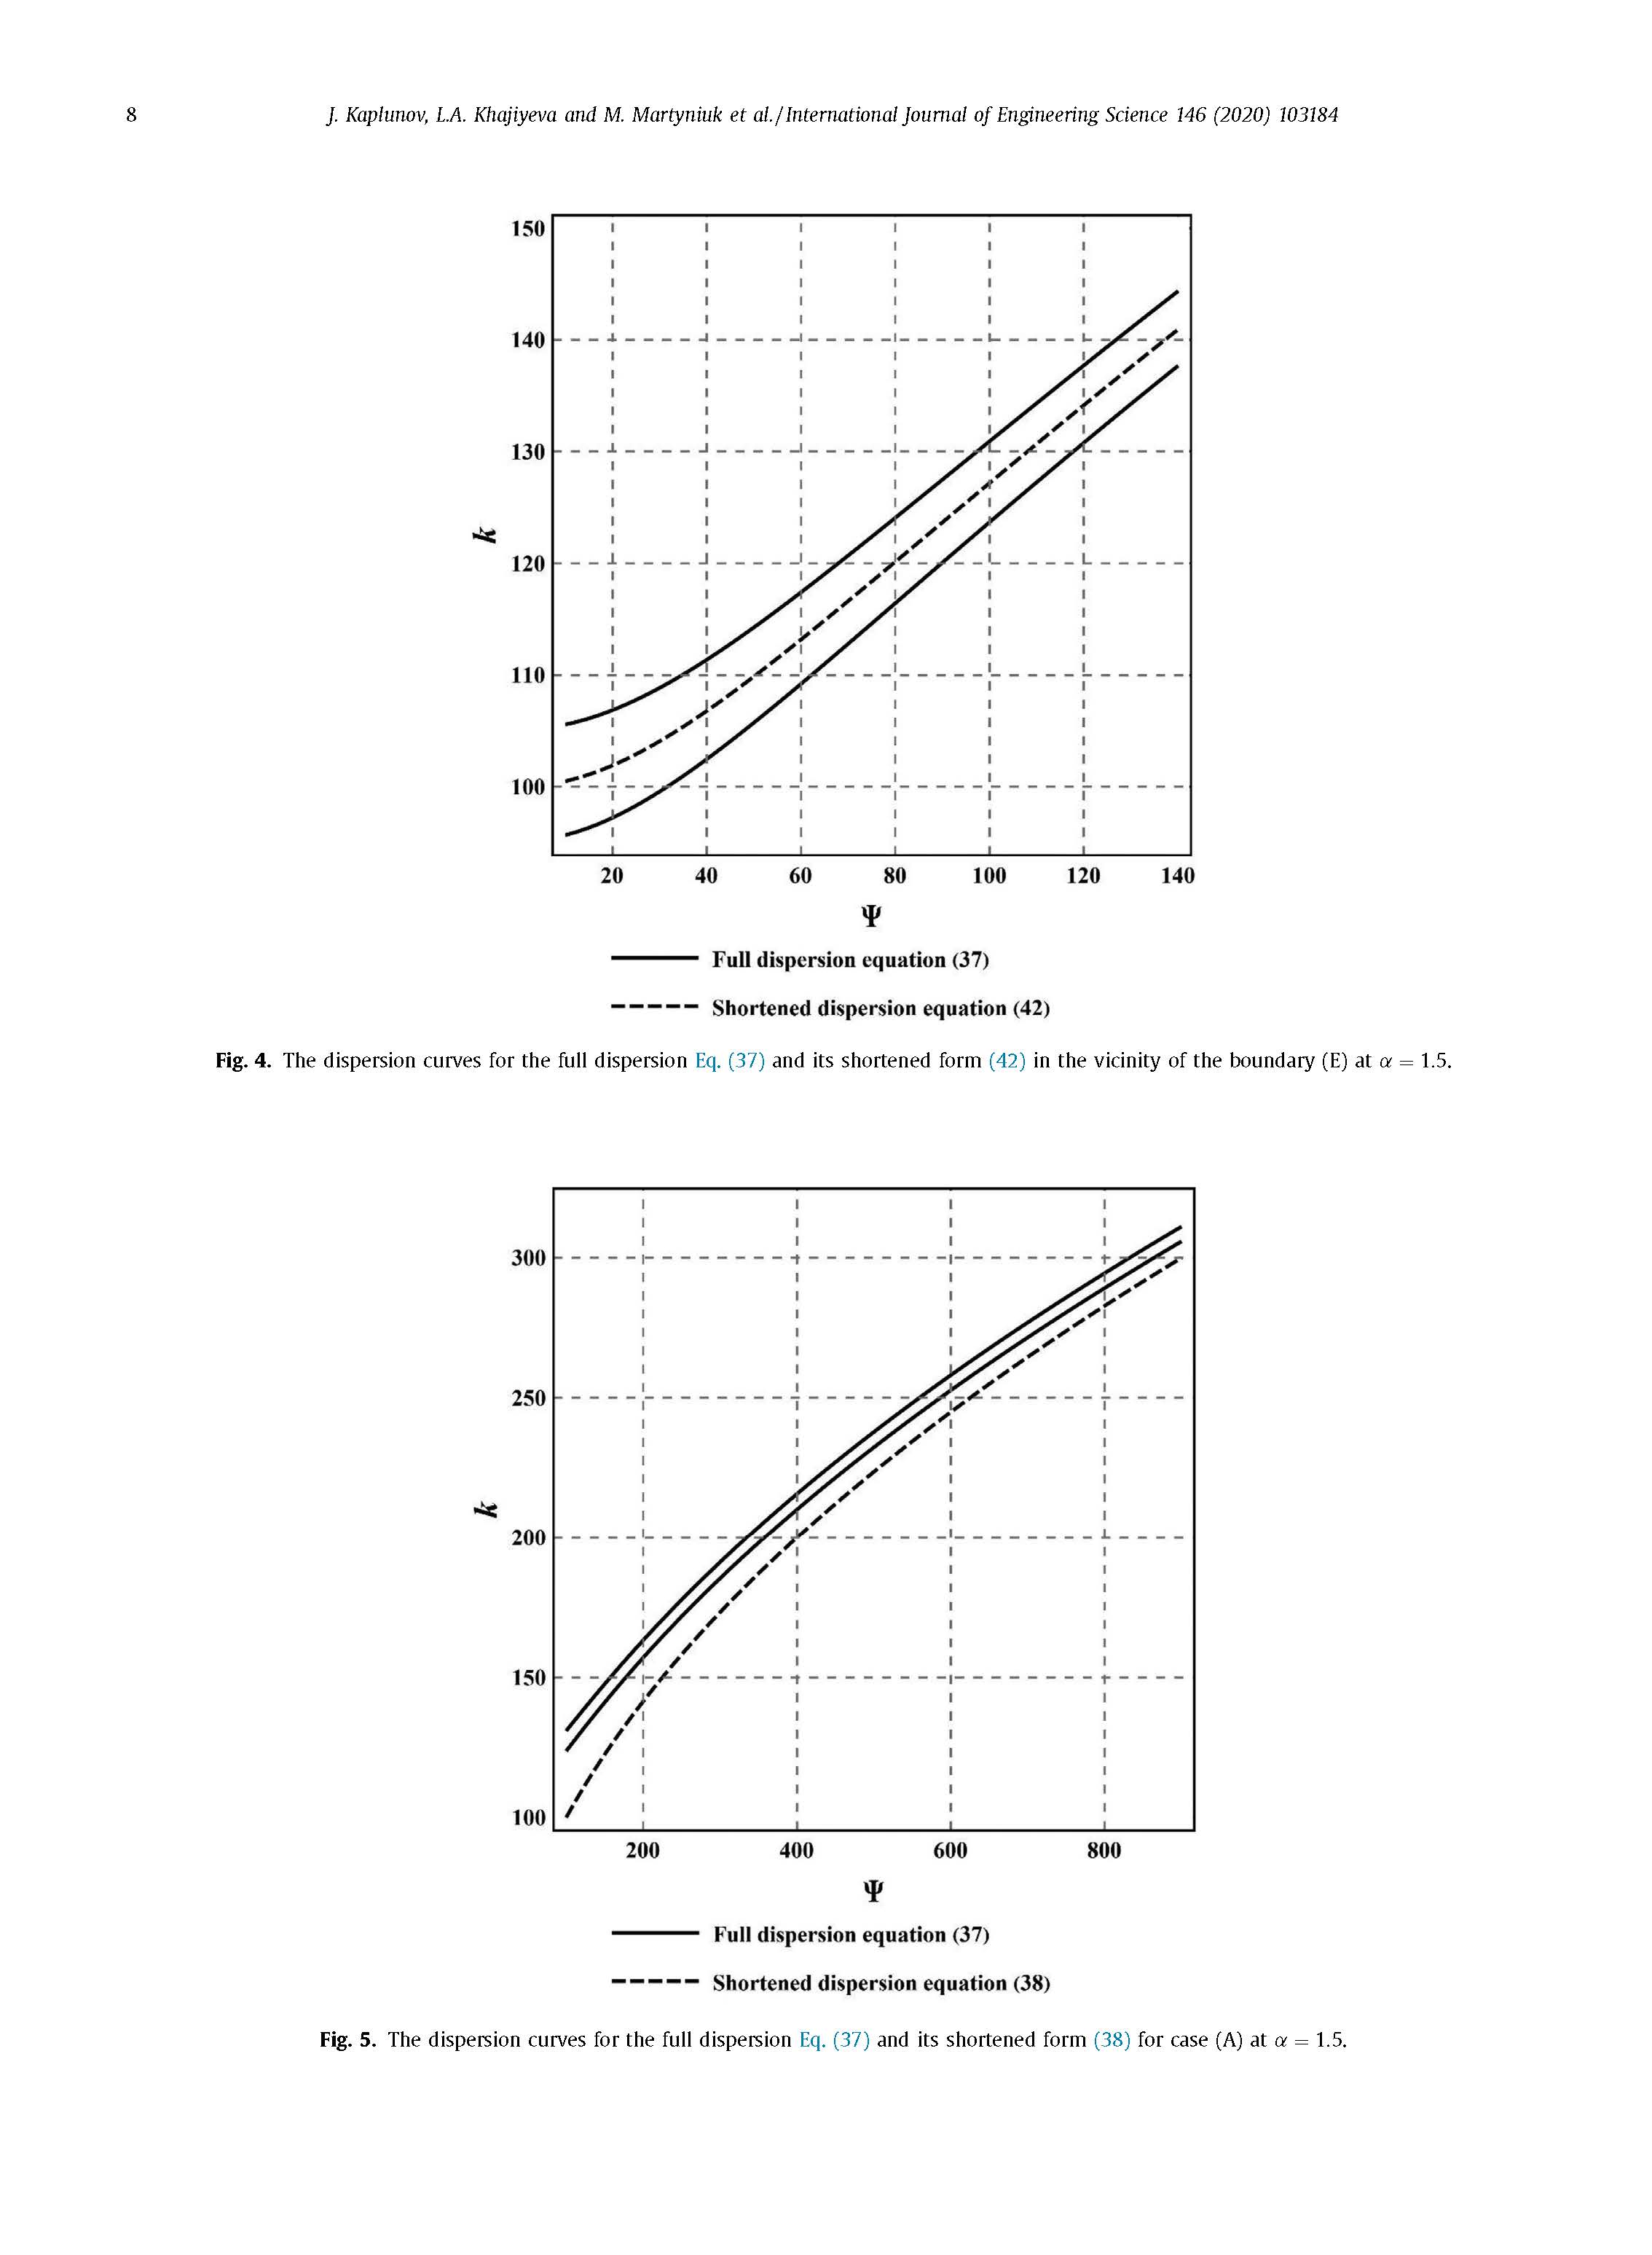 8
J. Kaplunov, L.A. Khajiyeva and M. Martyniuk et al. / International Journal of Engineering Science 146 (2020) 103184
150
140
130
120
110
100
k
20 40 60 80 100 120 140
Ψ
Full dispersion equation (37)
Shortened dispersion equation (42)
Fig. 4. The dispersion curves for the full dispersion Eq. (37) and its shortened form (42) in the vicinity of the boundary (E) at α = 1.5.
300
250
200
150
100
k
200 400 600 800
Ψ
Full dispersion equation (37)
Shortened dispersion equation (38)
Fig. 5. The dispersion curves for the full dispersion Eq. (37) and its shortened form (38) for case (A) at α = 1.5.